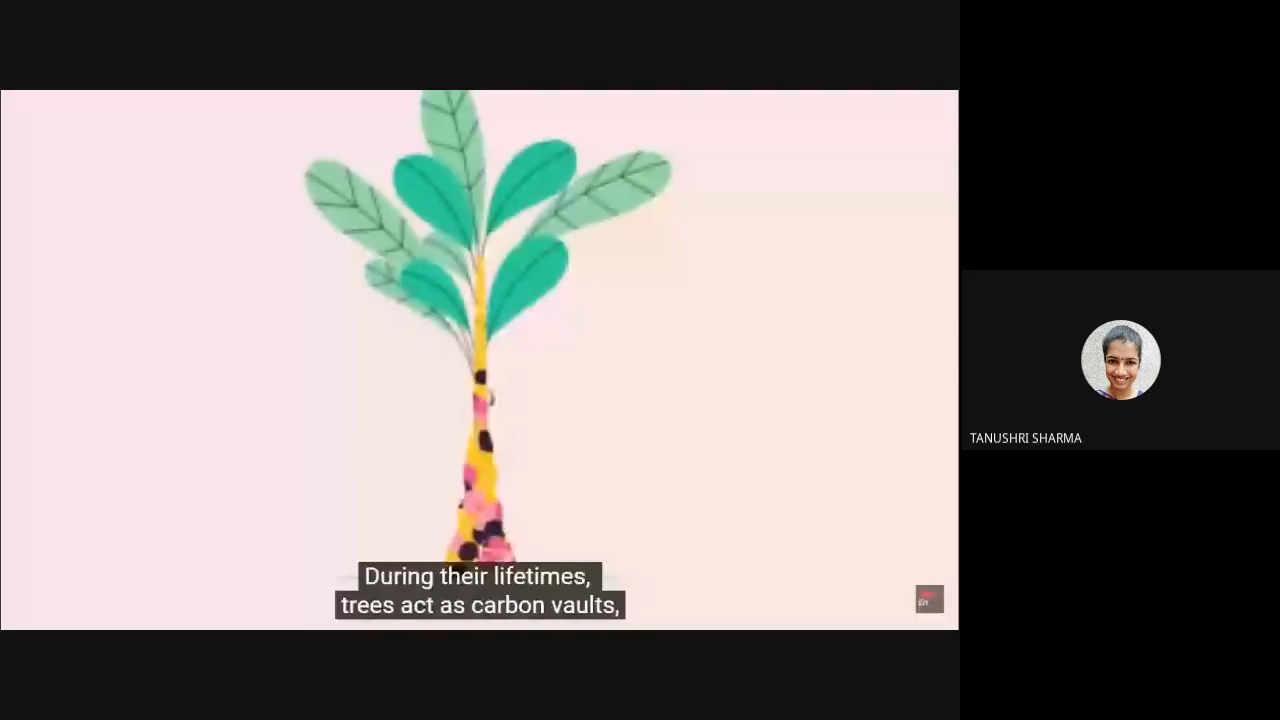 During their lifetimes,
trees act as carbon vaults,
TANUSHRI SHARMA